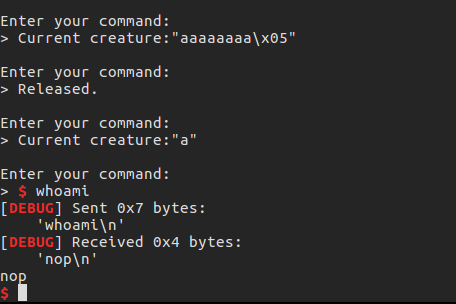 Enter your command:
> Current creature:"aaaaaaaa\x05"
Enter your command:
> Released.
Enter your command:
> Current creature:"a"
Enter your command:
> $ whoami
[DEBUG] Sent 0x7 bytes:
'whoami\n'
[DEBUG] Received 0x4 bytes:
'nop\n'
nop
$